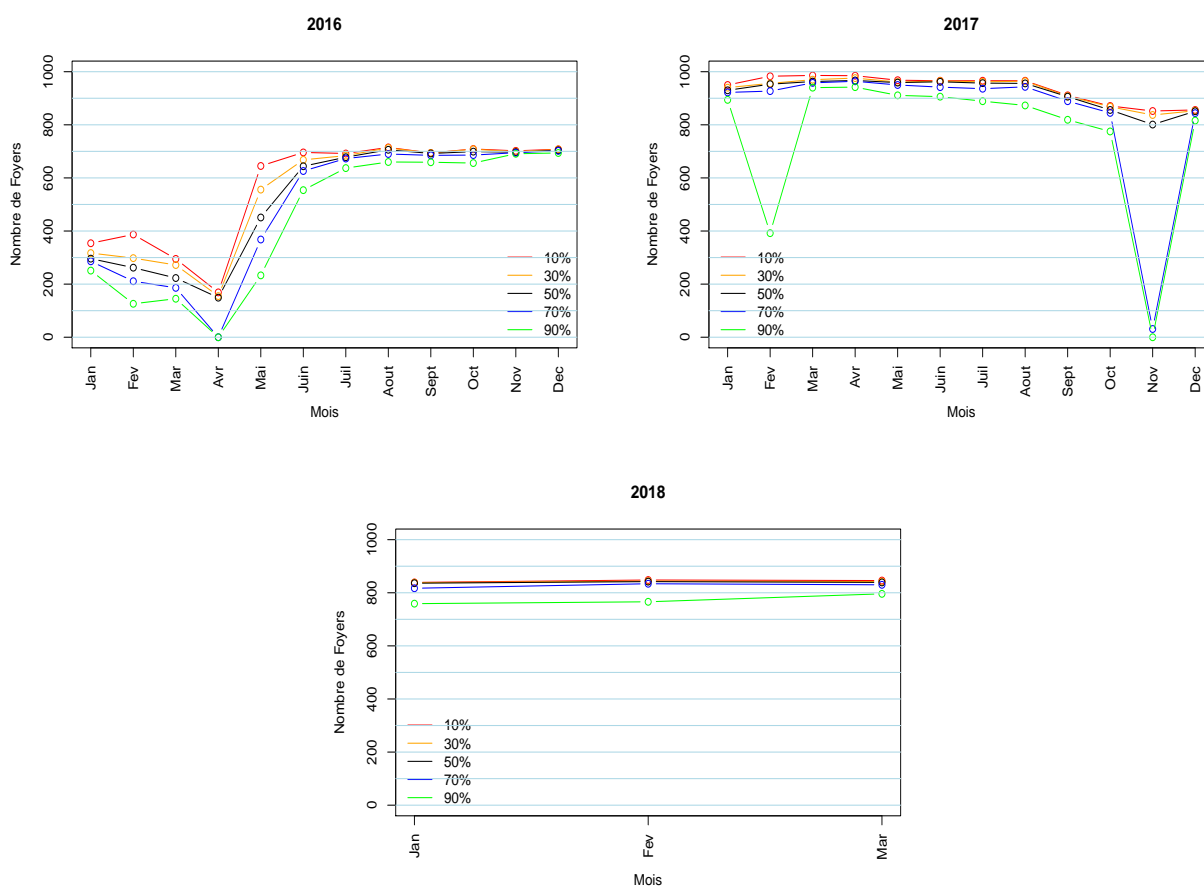 2016
Nombre de Foyers
1000
800
600
400
200
0
10%
30%
50%
70%
90%
Jan
Fev
Mar
Avr
Mai
Juin
Juil
Aout
Sept
Oct
Nov
Dec
Mois
2017
Nombre de Foyers
1000
800
600
400
200
0
10%
30%
50%
70%
90%
Jan
Fev
Mar
Avr
Mai
Juin
Juil
Aout
Sept
Oct
Nov
Dec
Mois
2018
Nombre de Foyers
1000
800
600
400
200
0
10%
30%
50%
70%
90%
Jan
Fev
Mar
Mois